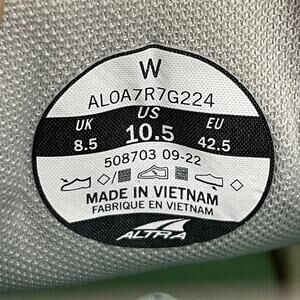 W
AL0A7R7G224
UK US EU
8.5 10.5 42.5
508703 09-22
MADE IN VIETNAM
FABRIQUE EN VIETNAM
ALTRA